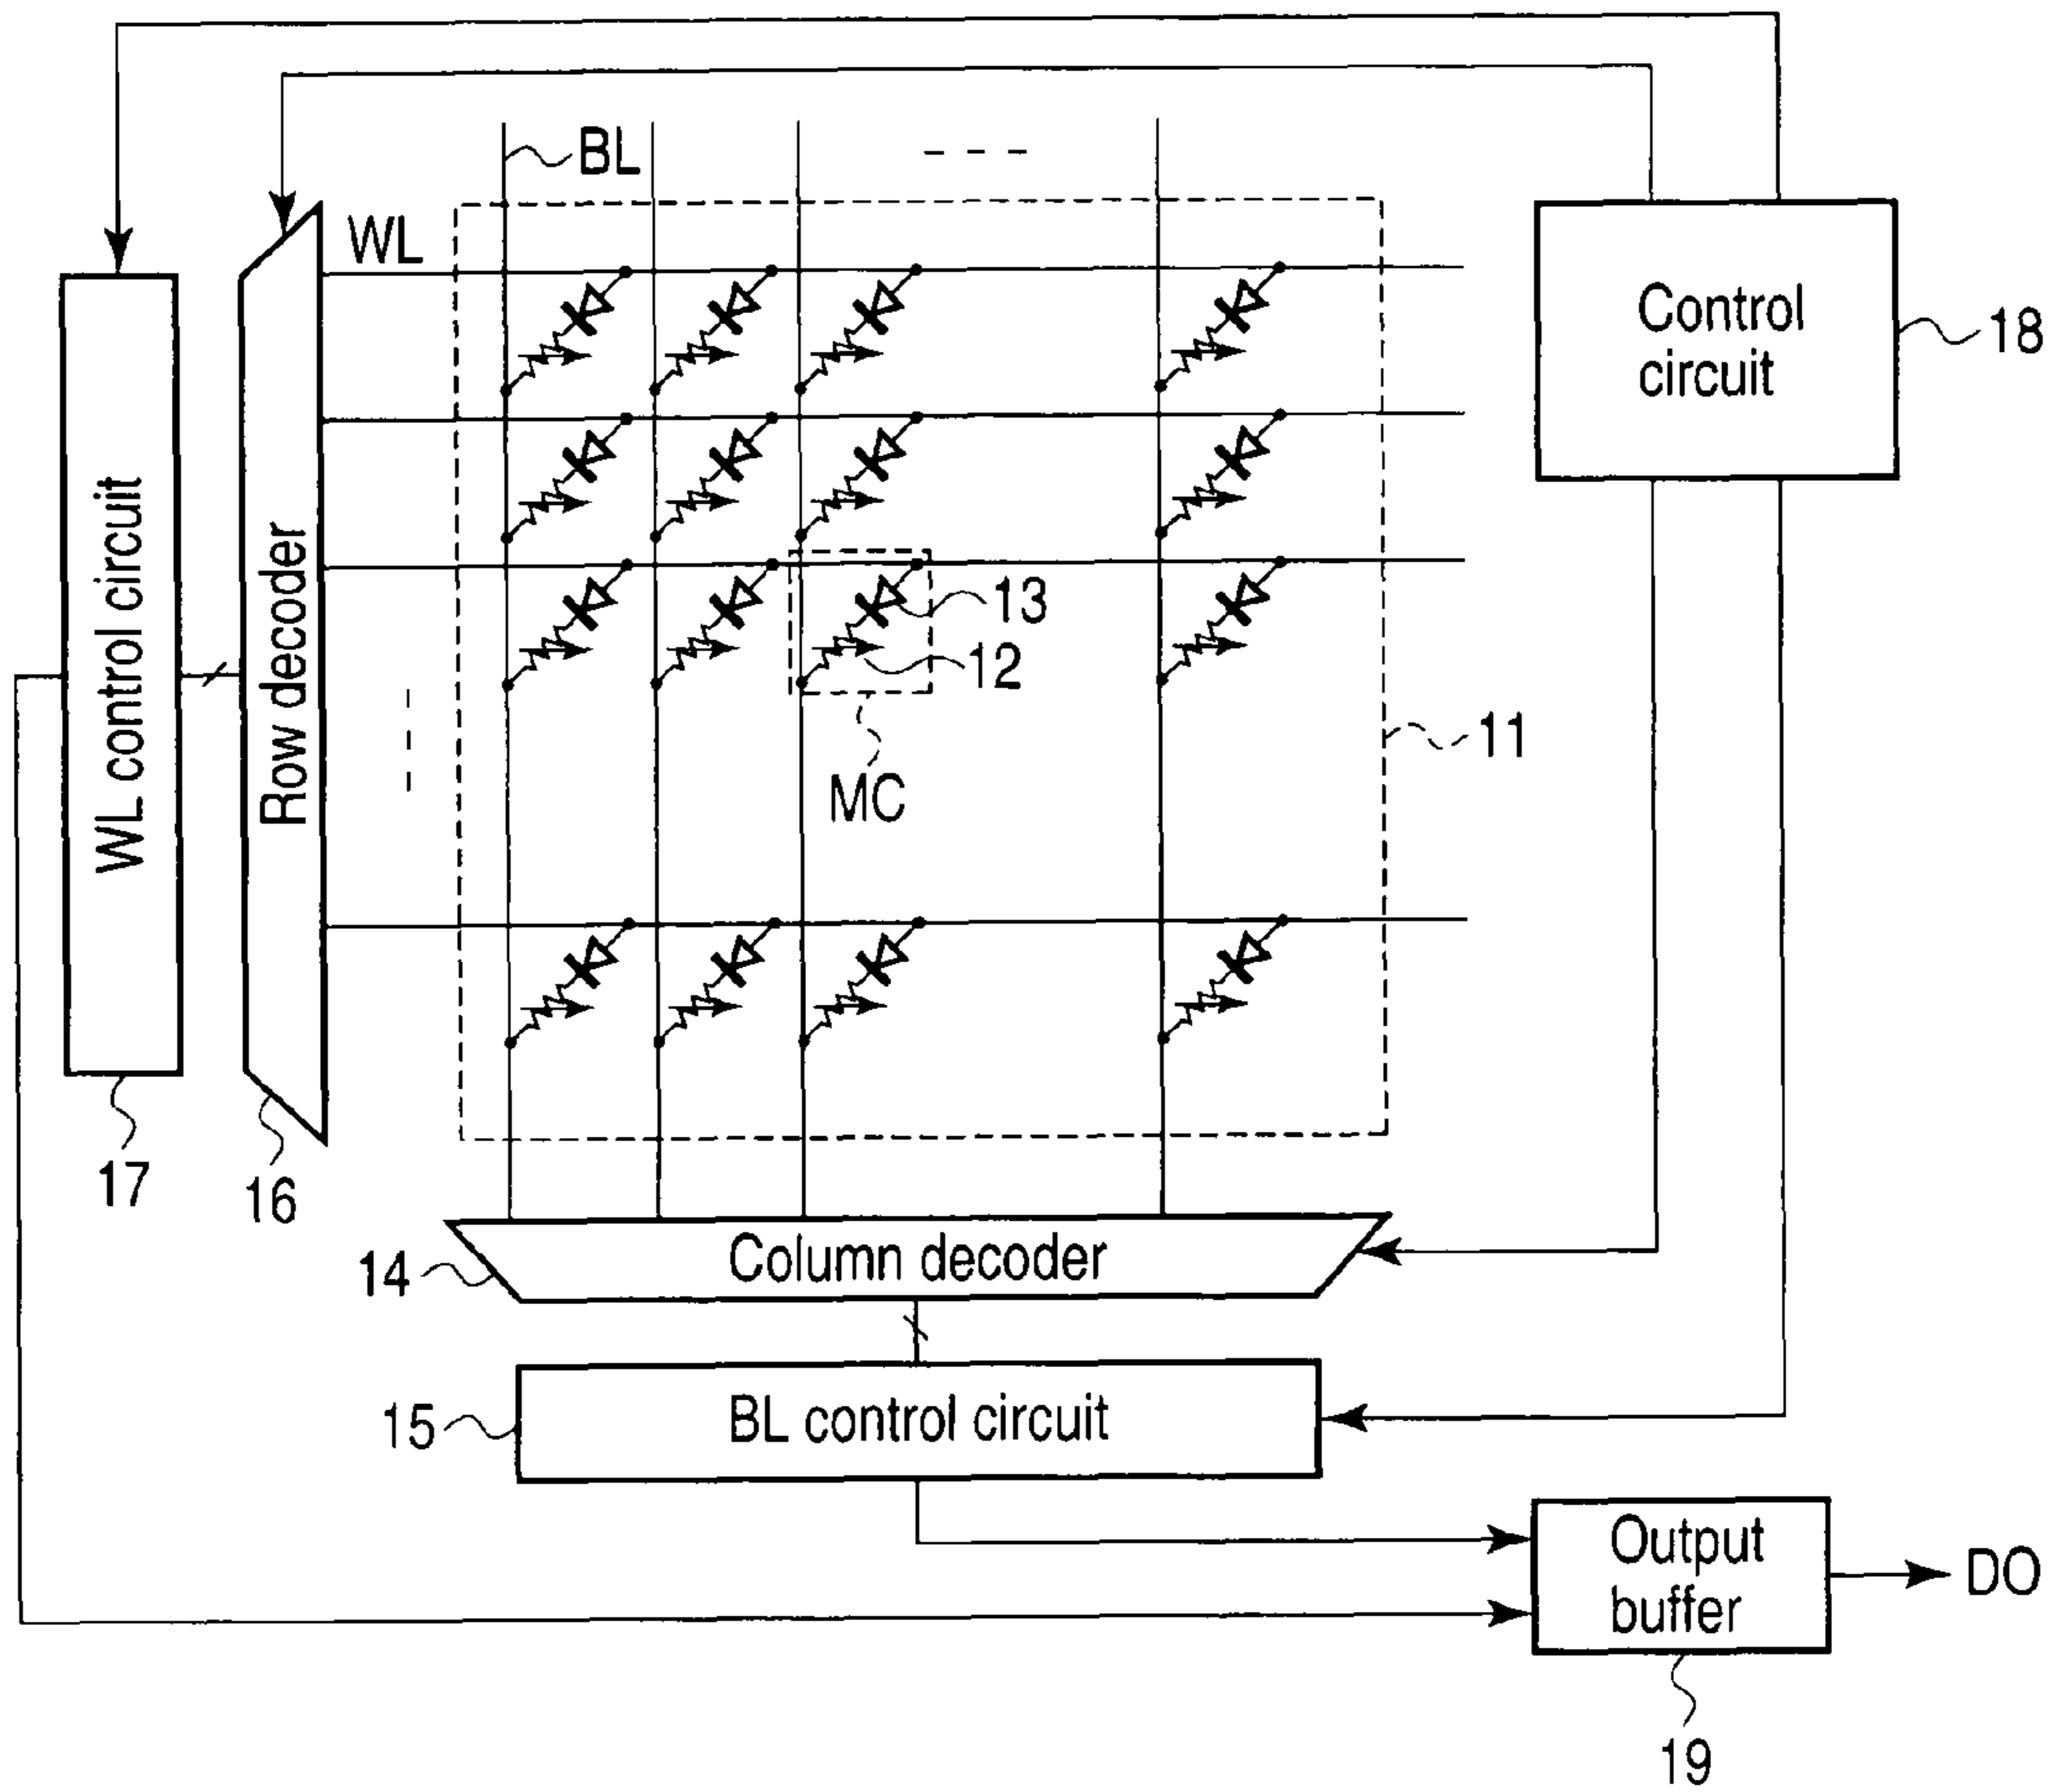 BL
WL
Control
circuit
18
13
12
11
MC
WL control circuit
Row decoder
17
16
14
Column decoder
15
BL control circuit
Output
buffer
DO
19